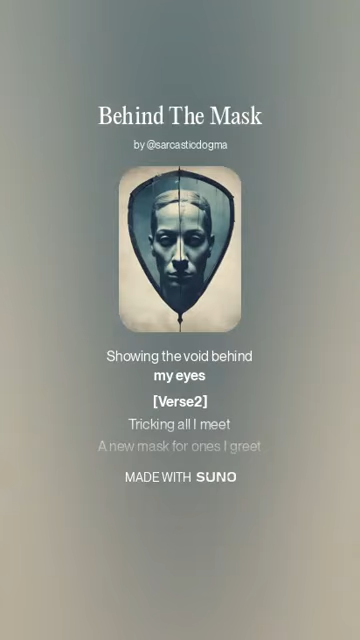 Behind The Mask
by @sarcasticdogma
Showing the void behind
my eyes
[Verse2]
Tricking all I meet
A new mask for ones I greet
MADE WITH SUNO